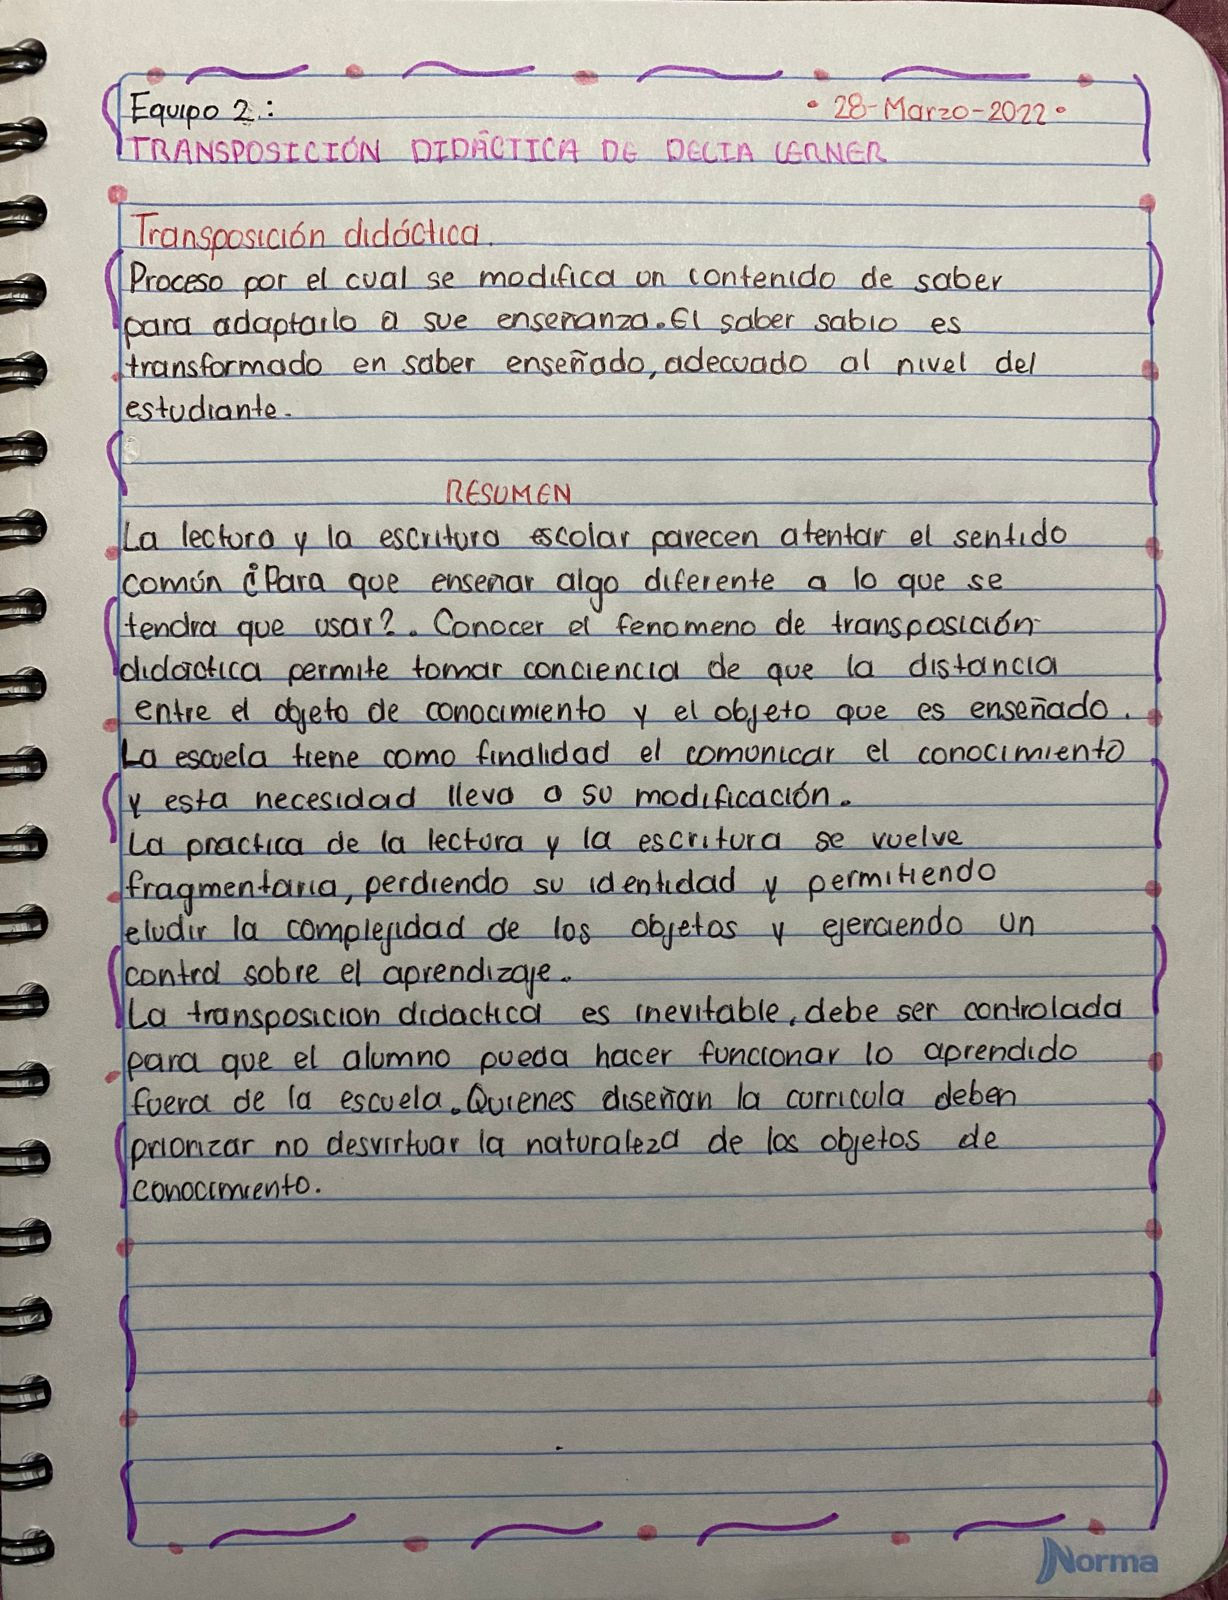 Equipo 2.:
• 28-Marzo-2022 •
TRANSPOSICIÓN DIDÁCTICA DE DELIA LERNER
Transposición didáctica.
Proceso por el cual se modifica un contenido de saber
para adaptarlo a sue enseñanza. El saber sabio es
transformado en saber enseñado, adecuado al nivel del
estudiante.
RESUMEN
La lectura y la escritura escolar parecen atentar el sentido
común ¿Para que enseñar algo diferente a lo que se
tendra que usar?. Conocer el fenomeno de transposición
didactica permite tomar conciencia de que la distancia
entre el objeto de conocimiento y el objeto que es enseñado.
La escuela tiene como finalidad el comunicar el conocimiento
y esta necesidad lleva a su modificación.
La practica de la lectura y la escritura se vuelve
fragmentaria, perdiendo su identidad y permitiendo
eludir la complejidad de los objetos y ejerciendo un
control sobre el aprendizaje.
La transposicion didactica es inevitable, debe ser controlada
para que el alumno pueda hacer funcionar lo aprendido
fuera de la escuela. Quienes diseñan la curricula deben
priorizar no desvirtuar la naturaleza de los objetos de
conocimiento.
Norma